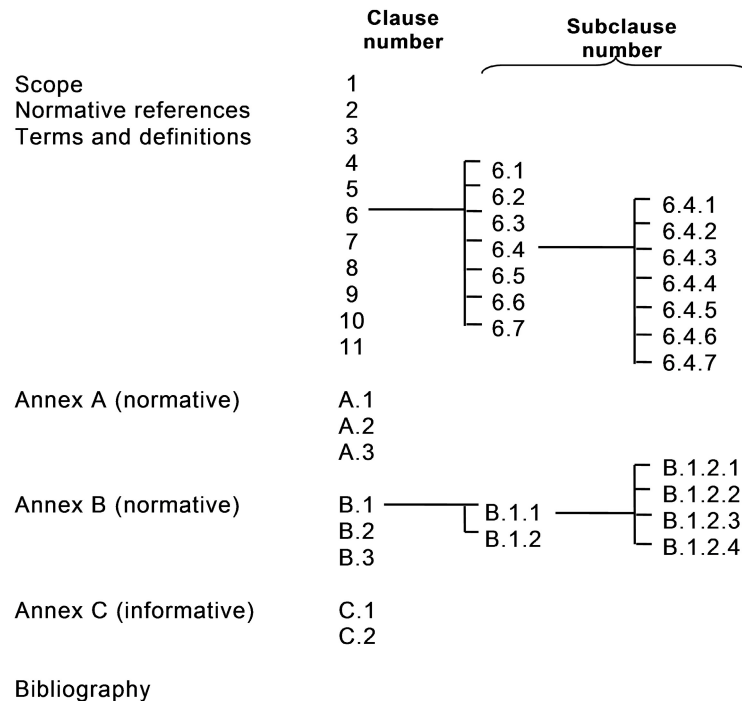 Clause number
Subclause number
Scope 1
Normative references 2
Terms and definitions 3
4 6.1
5 6.2 6.4.1
6 6.3 6.4.2
7 6.4 6.4.3
8 6.5 6.4.4
9 6.6 6.4.5
10 6.7 6.4.6
11 6.4.7
Annex A (normative) A.1
A.2
A.3
B.1.2.1
Annex B (normative) B.1 B.1.1 B.1.2.2
B.2 B.1.2 B.1.2.3
B.3 B.1.2.4
Annex C (informative) C.1
C.2
Bibliography